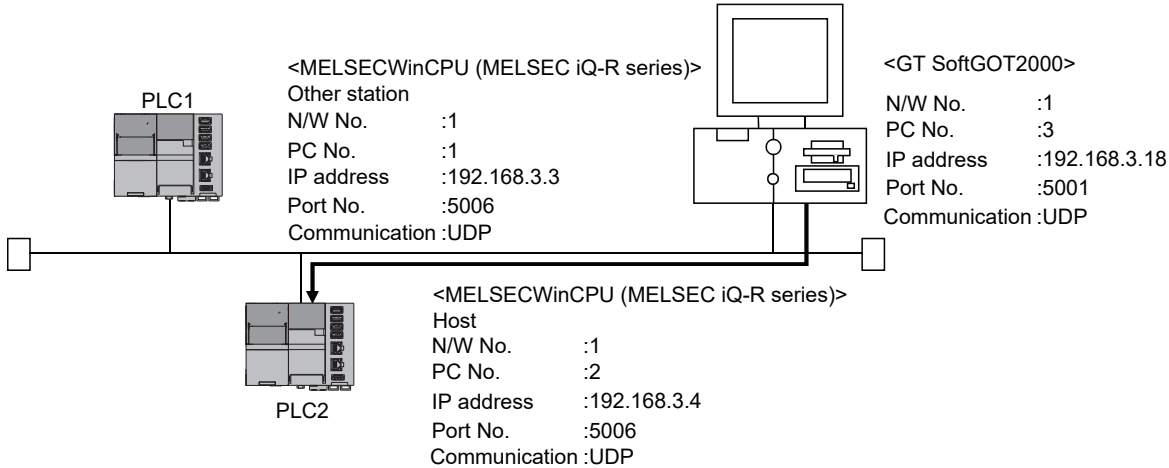 PLC1
<MELSECWinCPU (MELSEC iQ-R series)>
Other station
N/W No. :1
PC No. :1
IP address :192.168.3.3
Port No. :5006
Communication :UDP
<GT SoftGOT2000>
N/W No. :1
PC No. :3
IP address :192.168.3.18
Port No. :5001
Communication :UDP
PLC2
<MELSECWinCPU (MELSEC iQ-R series)>
Host
N/W No. :1
PC No. :2
IP address :192.168.3.4
Port No. :5006
Communication :UDP